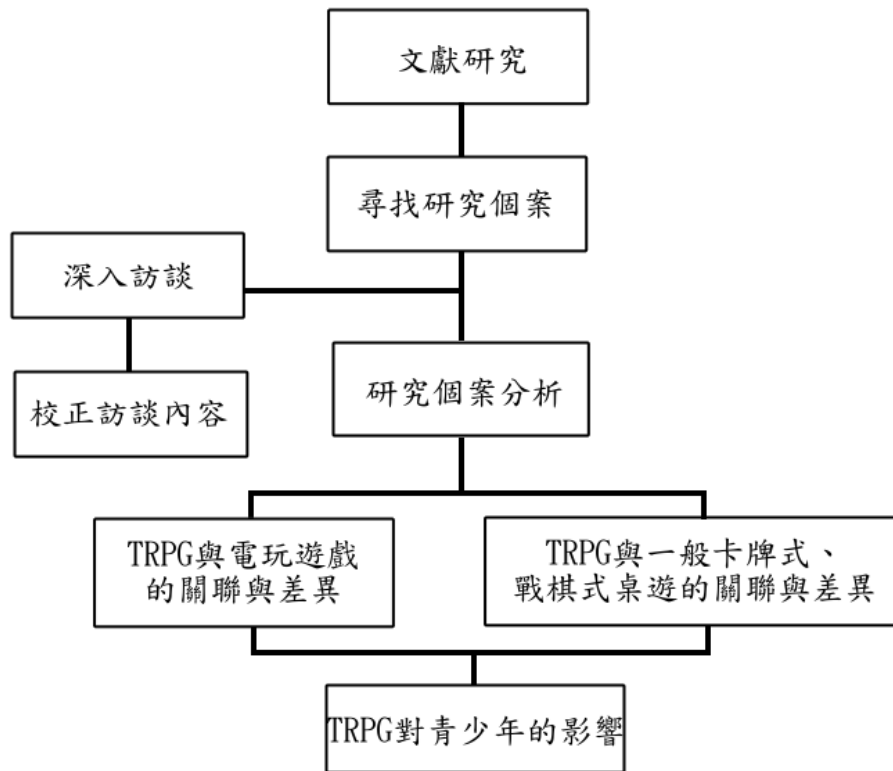 文獻研究
尋找研究個案
深入訪談
校正訪談內容
研究個案分析
TRPG與電玩遊戲
的關聯與差異
TRPG與一般卡牌式、
戰棋式桌遊的關聯與差異
TRPG對青少年的影響